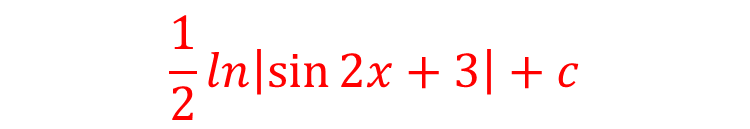 1/2 ln|sin 2x + 3| + c